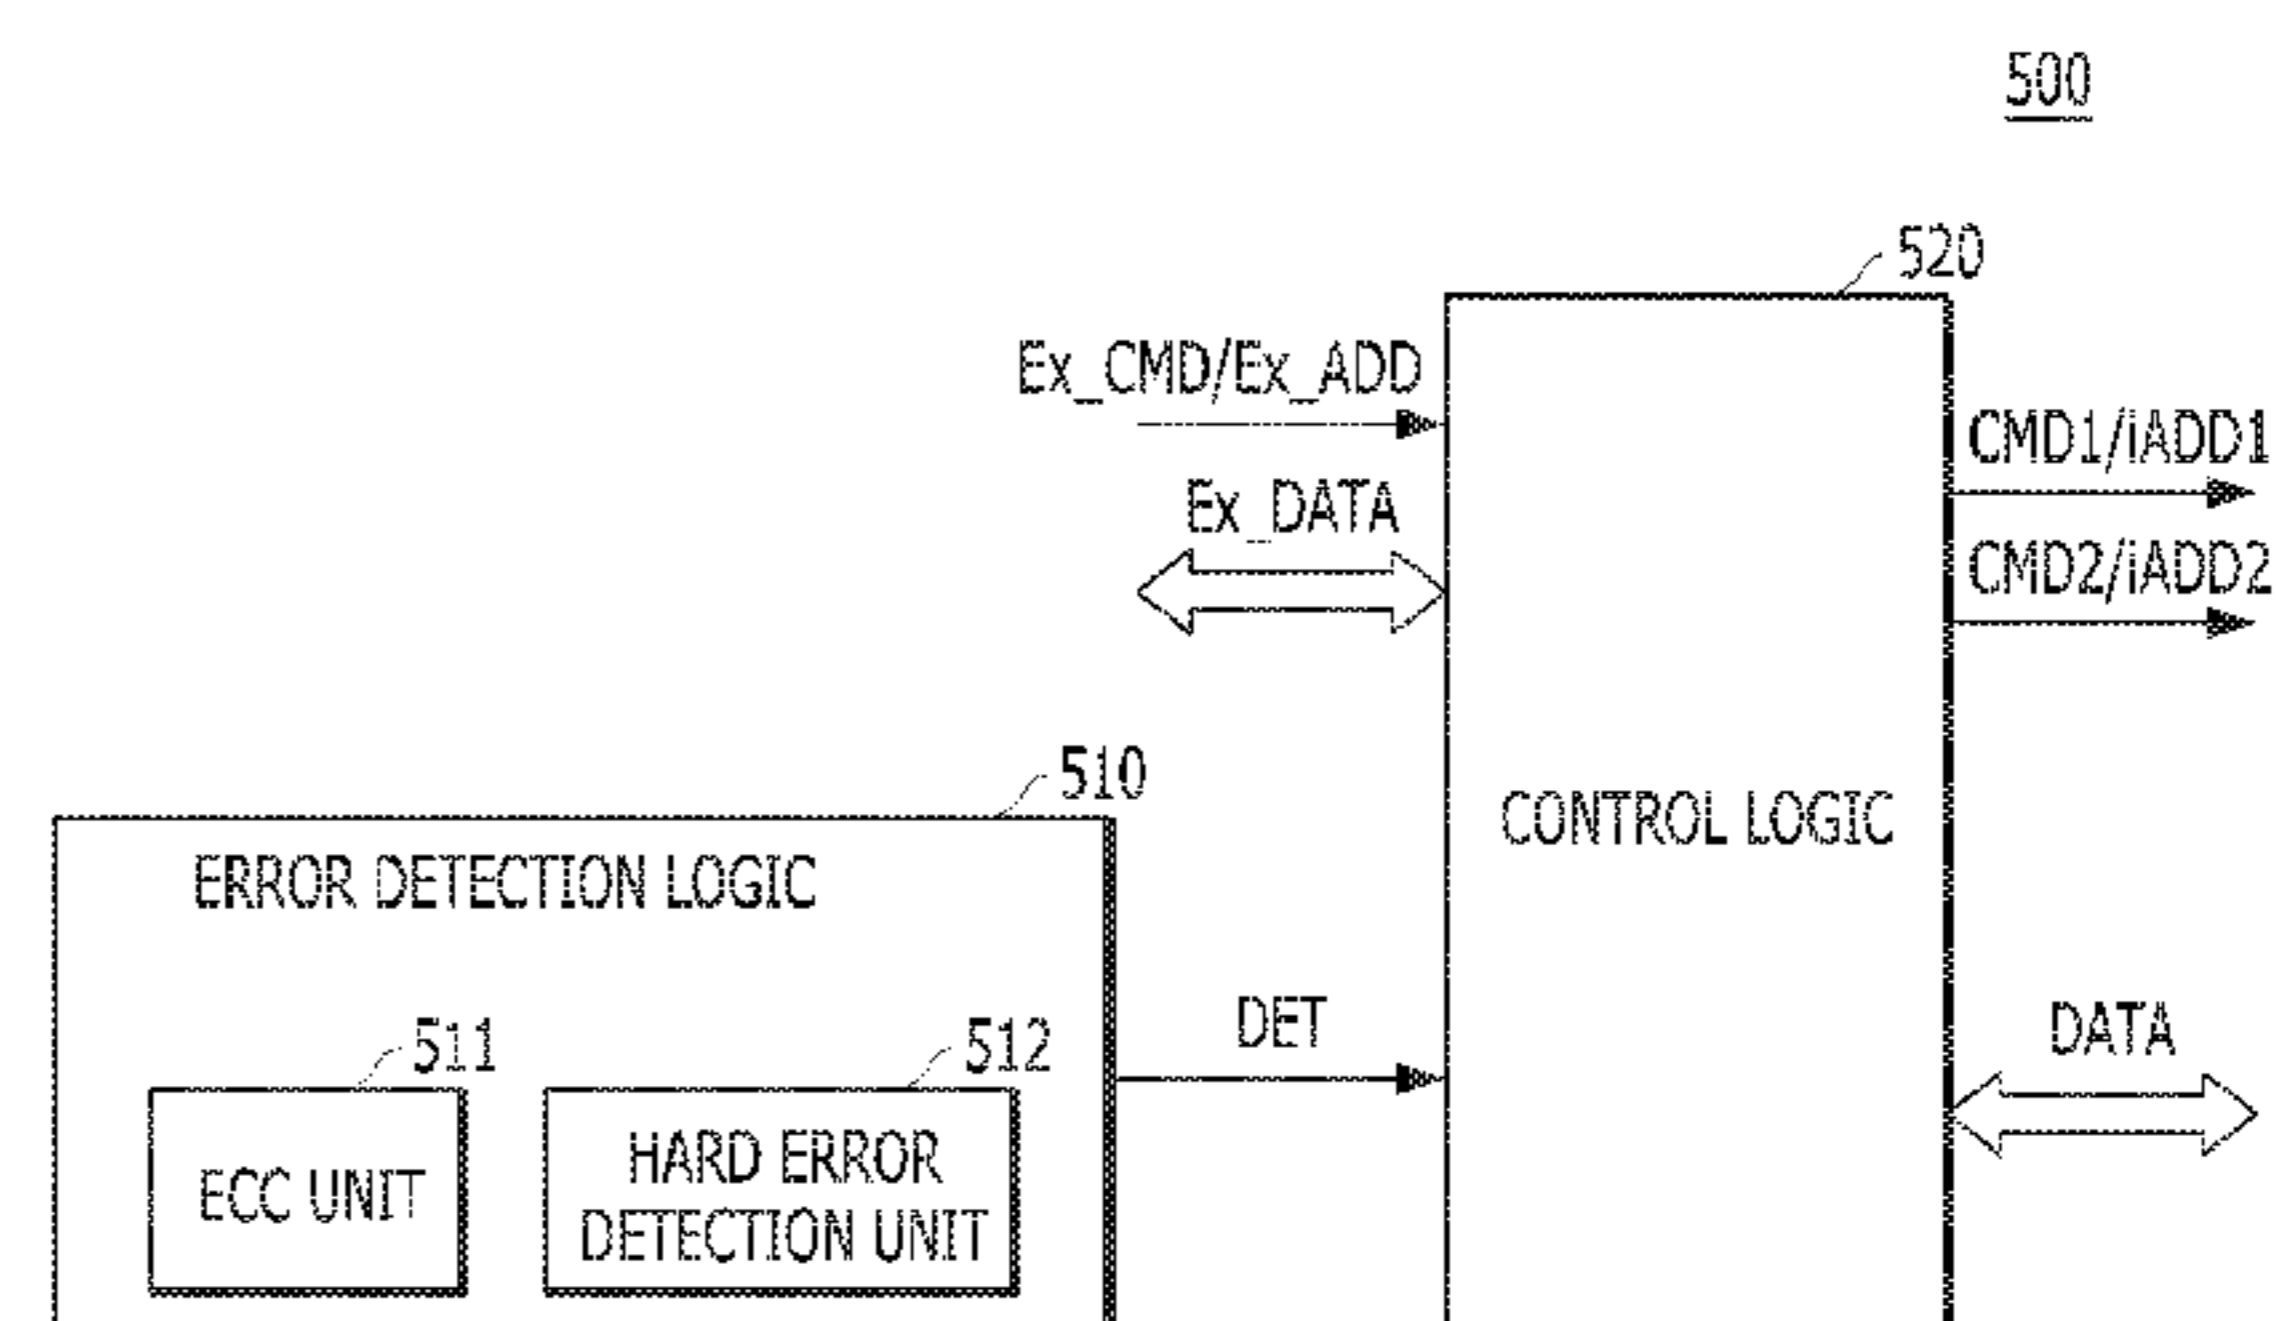 500
520
Ex_CMD/Ex_ADD
CMD1/iADD1
Ex_DATA
CMD2/iADD2
510
CONTROL LOGIC
ERROR DETECTION LOGIC
DET
DATA
511
512
HARD ERROR
ECC UNIT
DETECTION UNIT